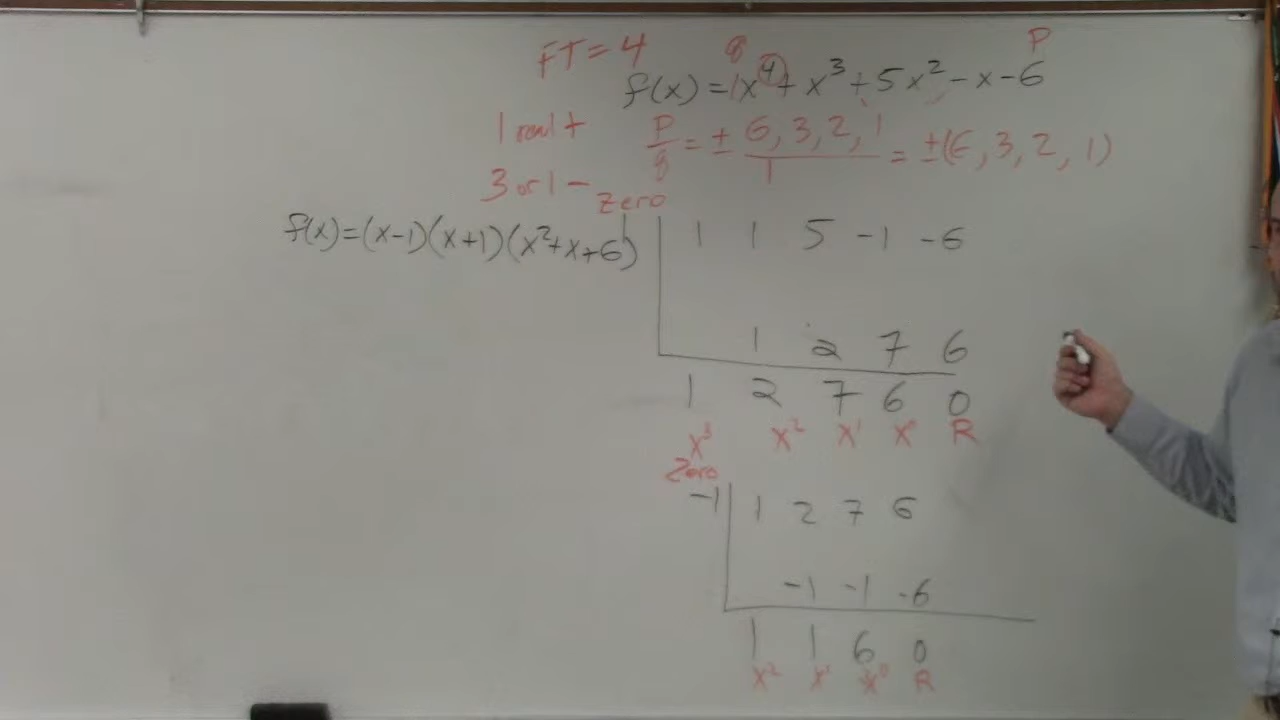 FT = 4 q P
f(x) = 1x⁴ + x³ + 5x² - x - 6
1 real +
P/q = ± 6, 3, 2, 1 / 1 = ±(6, 3, 2, 1)
3 or 1 -
zero
f(x)=(x-1)(x+1)(x²+x+6)
1 | 1 1 5 -1 -6
1 2 7 6
1 2 7 6 0
x³ x² x¹ x⁰ R
Zero
-1 | 1 2 7 6
-1 -1 -6
1 1 6 0
x² x¹ x⁰ R